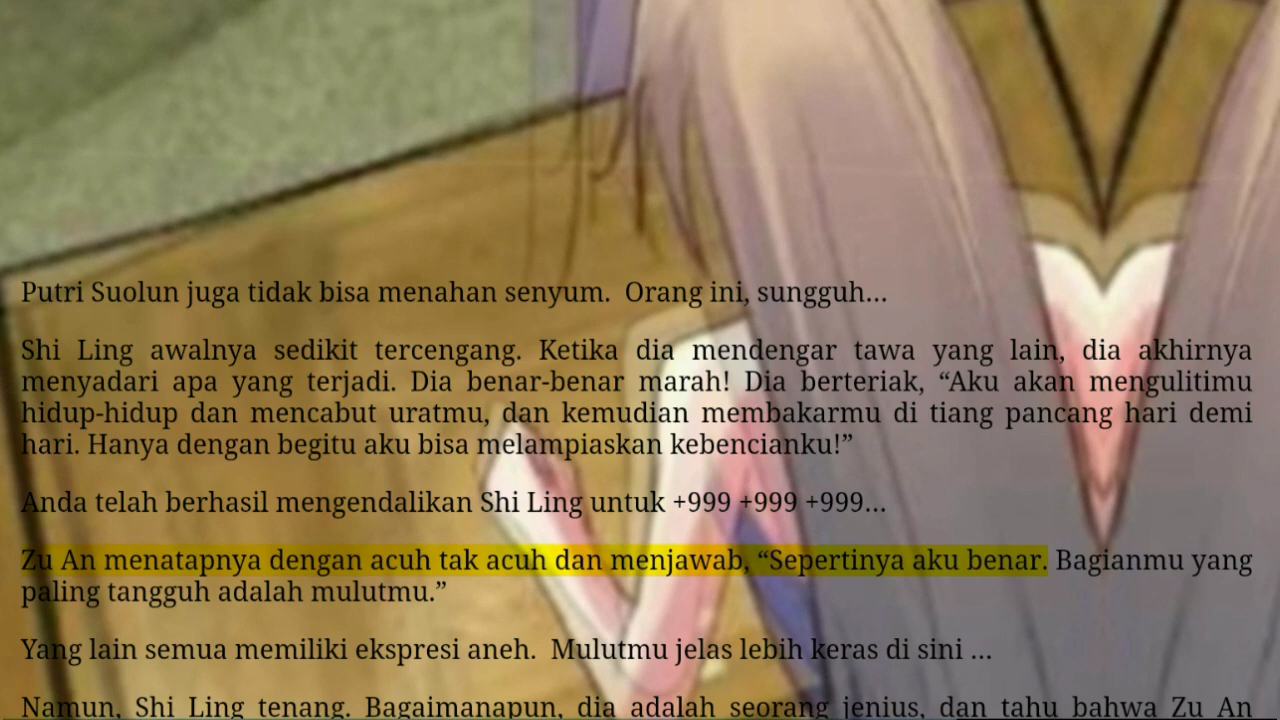 Putri Suolun juga tidak bisa menahan senyum.  Orang ini, sungguh...
Shi Ling awalnya sedikit tercengang. Ketika dia mendengar tawa yang lain, dia akhirnya
menyadari apa yang terjadi. Dia benar-benar marah! Dia berteriak, “Aku akan mengulitimu
hidup-hidup dan mencabut uratmu, dan kemudian membakarmu di tiang pancang hari demi
hari. Hanya dengan begitu aku bisa melampiaskan kebencianku!”
Anda telah berhasil mengendalikan Shi Ling untuk +999 +999 +999...
Zu An menatapnya dengan acuh tak acuh dan menjawab, “Sepertinya aku benar. Bagianmu yang
paling tangguh adalah mulutmu.”
Yang lain semua memiliki ekspresi aneh.  Mulutmu jelas lebih keras di sini ...
Namun, Shi Ling tenang. Bagaimanapun, dia adalah seorang jenius, dan tahu bahwa Zu An